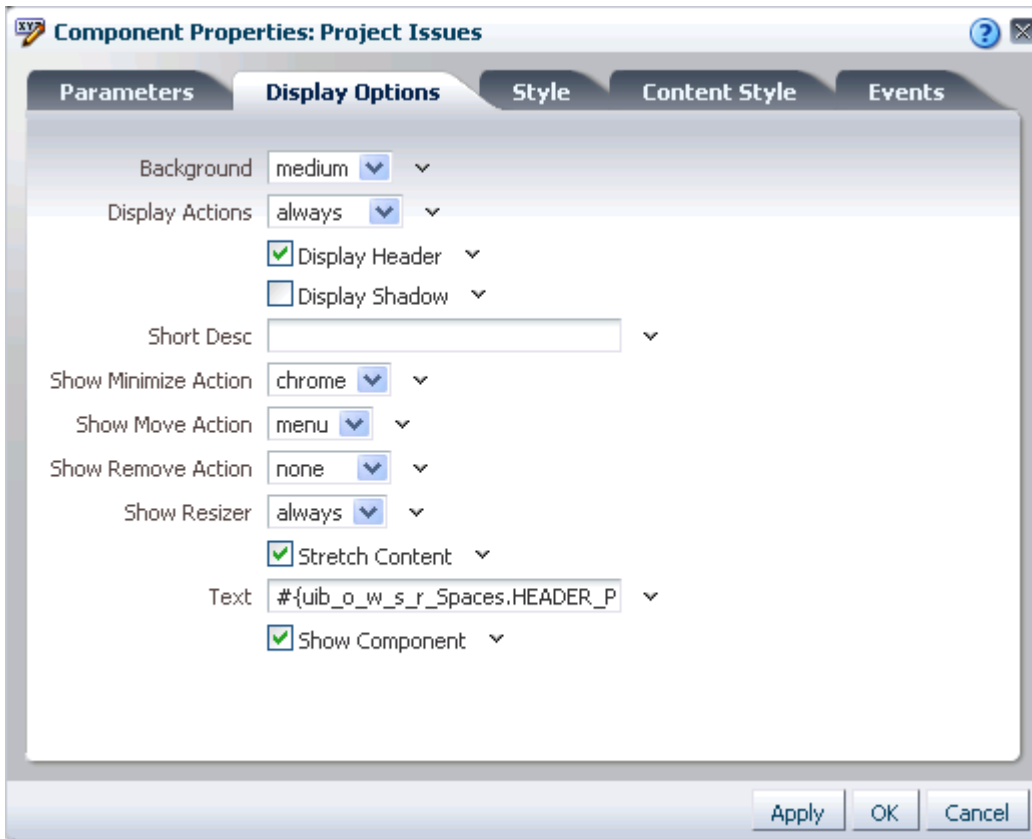 Component Properties: Project Issues
Parameters Display Options Style Content Style Events
Background medium
Display Actions always
Display Header
Display Shadow
Short Desc
Show Minimize Action chrome
Show Move Action menu
Show Remove Action none
Show Resizer always
Stretch Content
Text #{uib_o_w_s_r_Spaces.HEADER_P
Show Component
Apply OK Cancel